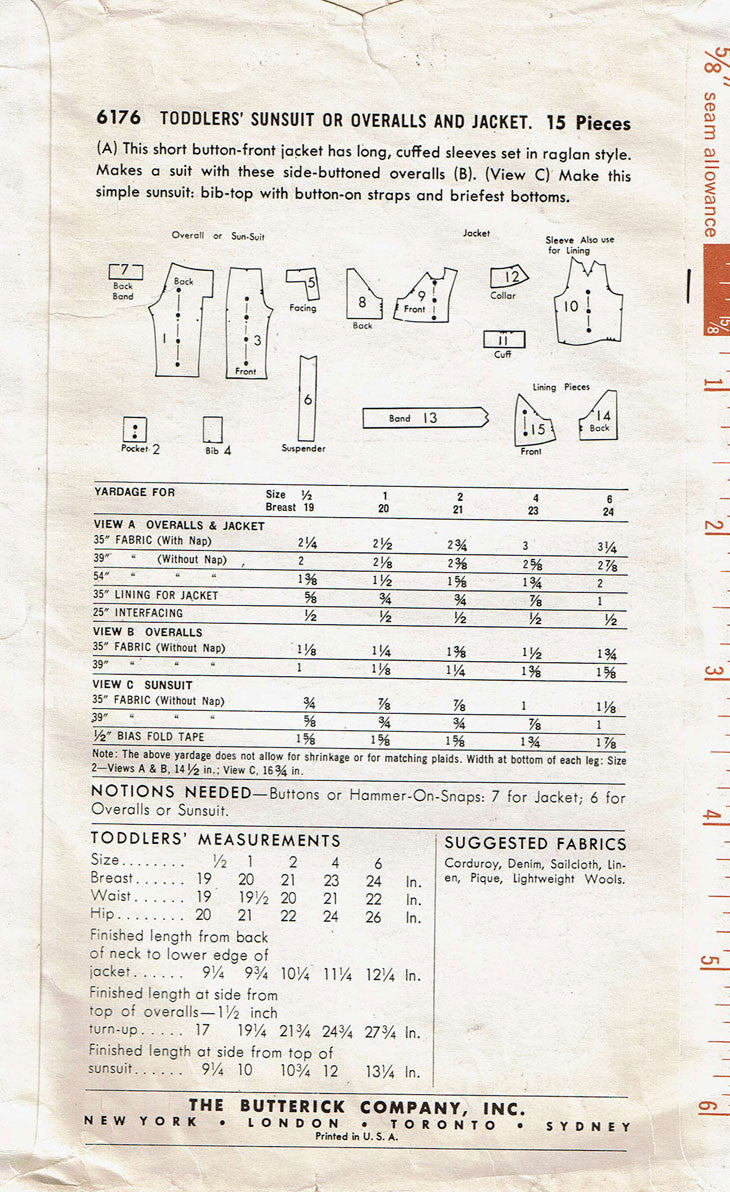 6176 TODDLERS' SUNSUIT OR OVERALLS AND JACKET. 15 Pieces
(A) This short button-front jacket has long, cuffed sleeves set in raglan style.
Makes a suit with these side-buttoned overalls (B). (View C) Make this
simple sunsuit: bib-top with button-on straps and briefest bottoms.
Overall or Sun-Suit
Jacket
Sleeve Also use
for Lining
7
Back
Band
Back
1
3
Front
5
Facing
8
Back
9
Front
12
Collar
11
Cuff
10
6
Suspender
Pocket 2
Bib 4
Band 13
Lining Pieces
15
Front
14
Back
YARDAGE FOR Size ½ 1 2 4 6
Breast 19 20 21 23 24
VIEW A OVERALLS & JACKET
35" FABRIC (With Nap) 2¼ 2½ 2¾ 3 3¼
39" " (Without Nap) 2 2⅛ 2⅜ 2⅝ 2⅞
54" " " " 1⅜ 1½ 1⅝ 1¾ 2
35" LINING FOR JACKET ⅝ ¾ ¾ ⅞ 1
25" INTERFACING ½ ½ ½ ½ ½
VIEW B OVERALLS
35" FABRIC (Without Nap) 1⅛ 1¼ 1⅜ 1½ 1¾
39" " " " 1 1⅛ 1¼ 1⅜ 1⅝
VIEW C SUNSUIT
35" FABRIC (Without Nap) ¾ ⅞ ⅞ 1 1⅛
39" " " " ⅝ ¾ ¾ ⅞ 1
½" BIAS FOLD TAPE 1⅝ 1⅝ 1⅝ 1¾ 1⅞
Note: The above yardage does not allow for shrinkage or for matching plaids. Width at bottom of each leg: Size
2—Views A & B, 14½ in.; View C, 16¾ in.
NOTIONS NEEDED—Buttons or Hammer-On-Snaps: 7 for Jacket; 6 for
Overalls or Sunsuit.
TODDLERS' MEASUREMENTS
Size........ ½ 1 2 4 6
Breast...... 19 20 21 23 24 In.
Waist...... 19 19½ 20 21 22 In.
Hip........ 20 21 22 24 26 In.
Finished length from back
of neck to lower edge of
jacket...... 9¼ 9¾ 10¼ 11¼ 12¼ In.
Finished length at side from
top of overalls—1½ inch
turn-up..... 17 19¼ 21¾ 24¾ 27¾ In.
Finished length at side from top of
sunsuit...... 9¼ 10 10¾ 12 13¼ In.
SUGGESTED FABRICS
Corduroy, Denim, Sailcloth, Lin-
en, Pique, Lightweight Wools.
THE BUTTERICK COMPANY, INC.
NEW YORK • LONDON • TORONTO • SYDNEY
Printed in U. S. A.
⅝" seam allowance
⅝
1
2
3
4
5
6